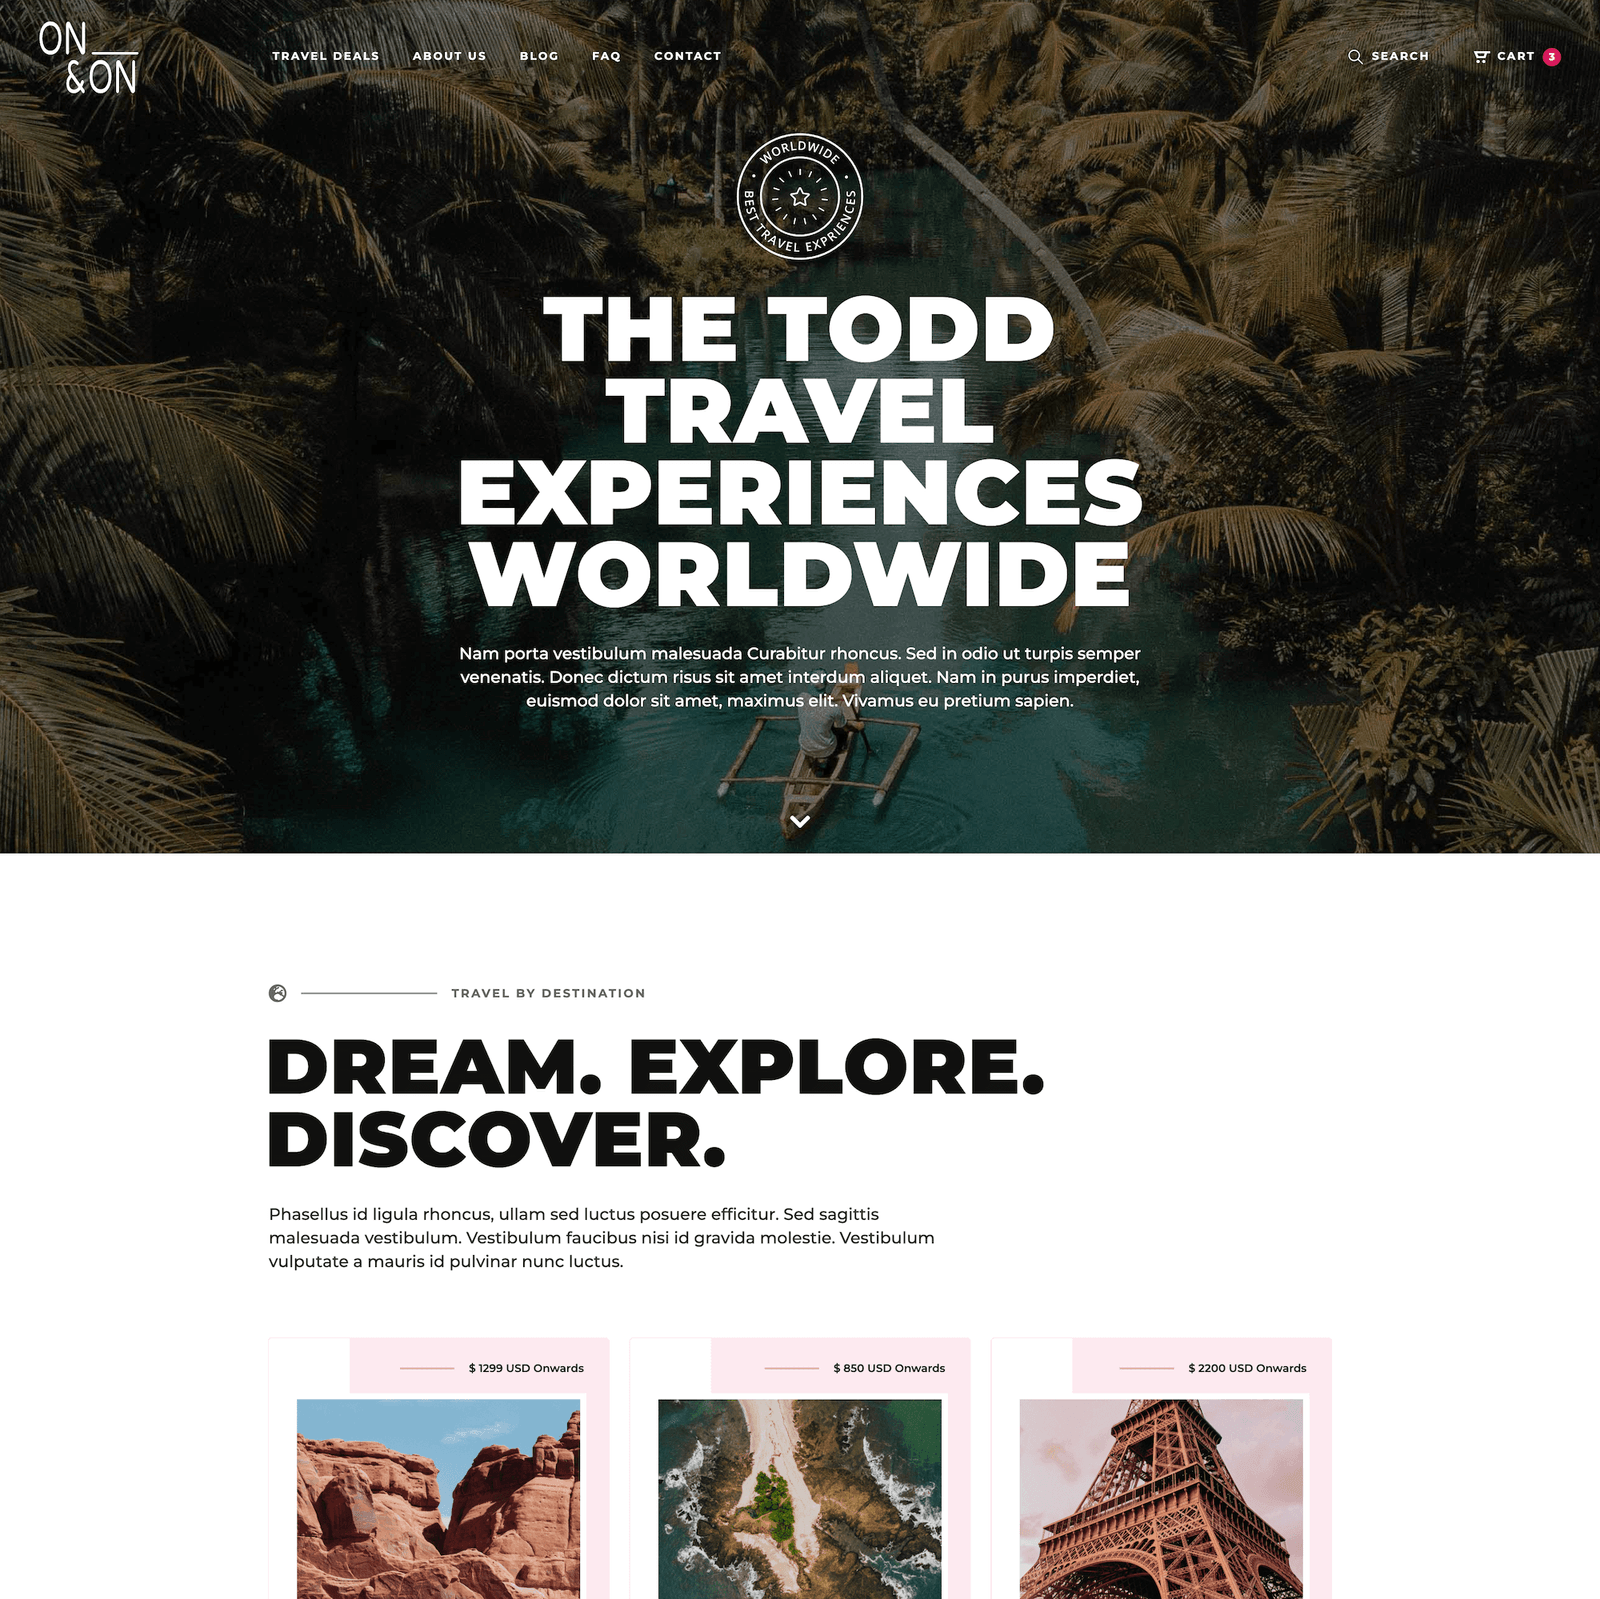 ON
&ON
TRAVEL DEALS ABOUT US BLOG FAQ CONTACT
SEARCH CART 3
WORLDWIDE
BEST TRAVEL EXPRIENCES
THE TODD
TRAVEL
EXPERIENCES
WORLDWIDE
Nam porta vestibulum malesuada Curabitur rhoncus. Sed in odio ut turpis semper
venenatis. Donec dictum risus sit amet interdum aliquet. Nam in purus imperdiet,
euismod dolor sit amet, maximus elit. Vivamus eu pretium sapien.
TRAVEL BY DESTINATION
DREAM. EXPLORE.
DISCOVER.
Phasellus id ligula rhoncus, ullam sed luctus posuere efficitur. Sed sagittis
malesuada vestibulum. Vestibulum faucibus nisi id gravida molestie. Vestibulum
vulputate a mauris id pulvinar nunc luctus.
$ 1299 USD Onwards
$ 850 USD Onwards
$ 2200 USD Onwards